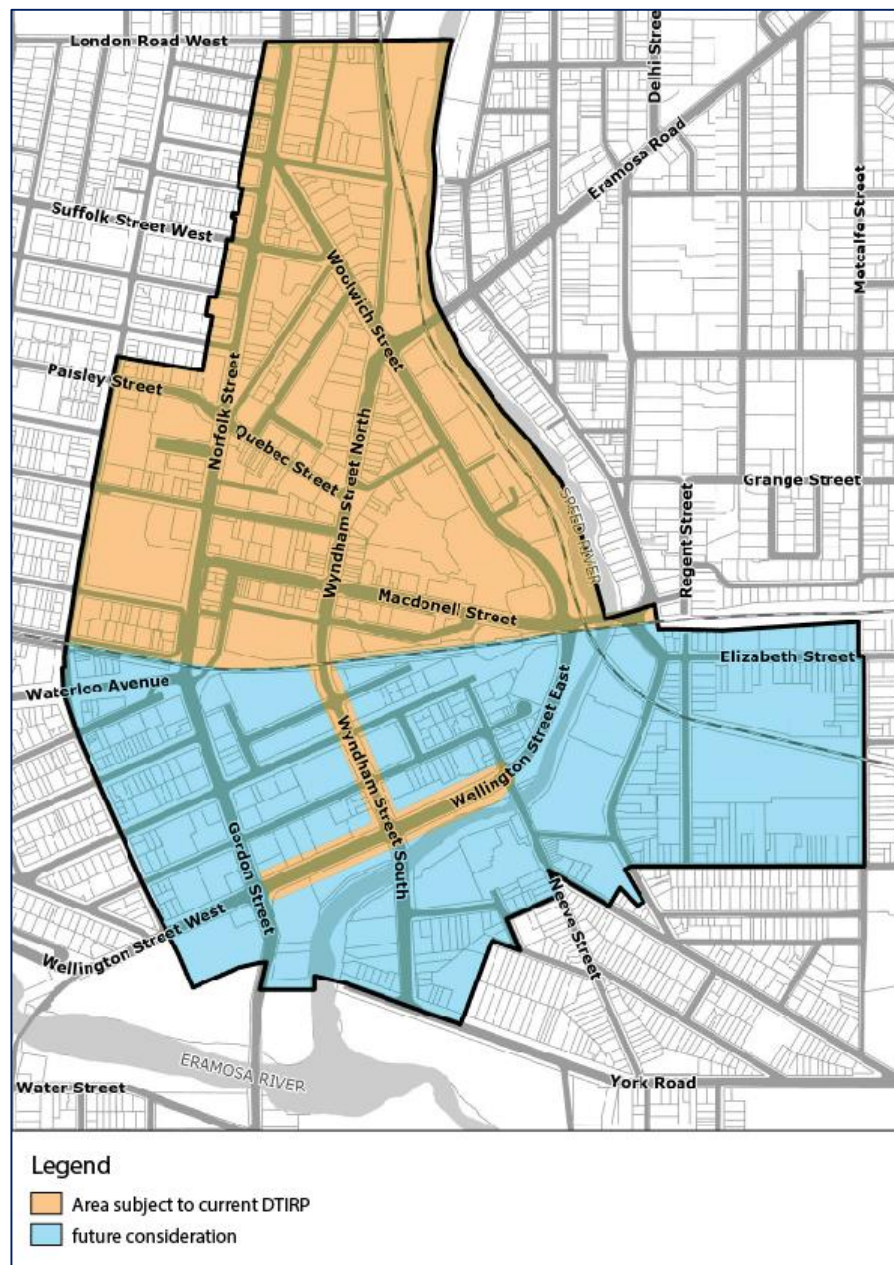 London Road West
Delhi Stree
Eramosa Road
Metcalfe Street
Suffolk Street West
Woolwich Street
Paisley Street
Norfolk Street
Quebec Street
Wyndham Street North
Grange Street
SPEED RIVER
Regent Street
Macdonell Street
Elizabeth Street
Waterloo Avenue
Wyndham Street South
Wellington Street East
Gordon Street
Wellington Street West
Neeve Street
ERAMOSA RIVER
Water Street
York Road
Legend
Area subject to current DTIRP
future consideration